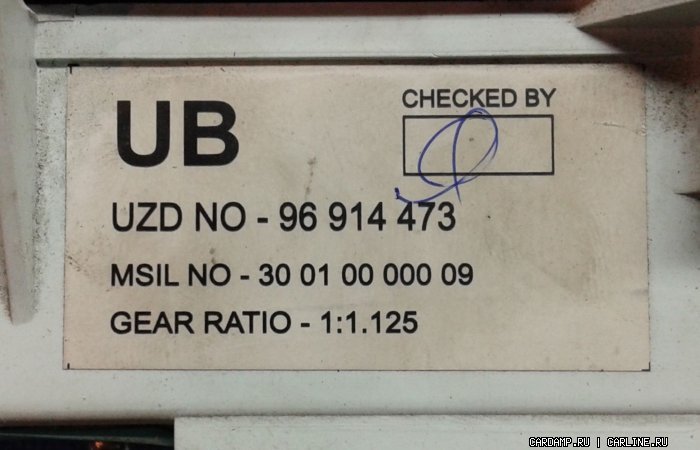 UB
CHECKED BY
UZD NO - 96 914 473
MSIL NO - 30 01 00 000 09
GEAR RATIO - 1:1.125
CARDAMP.RU | CARLINE.RU